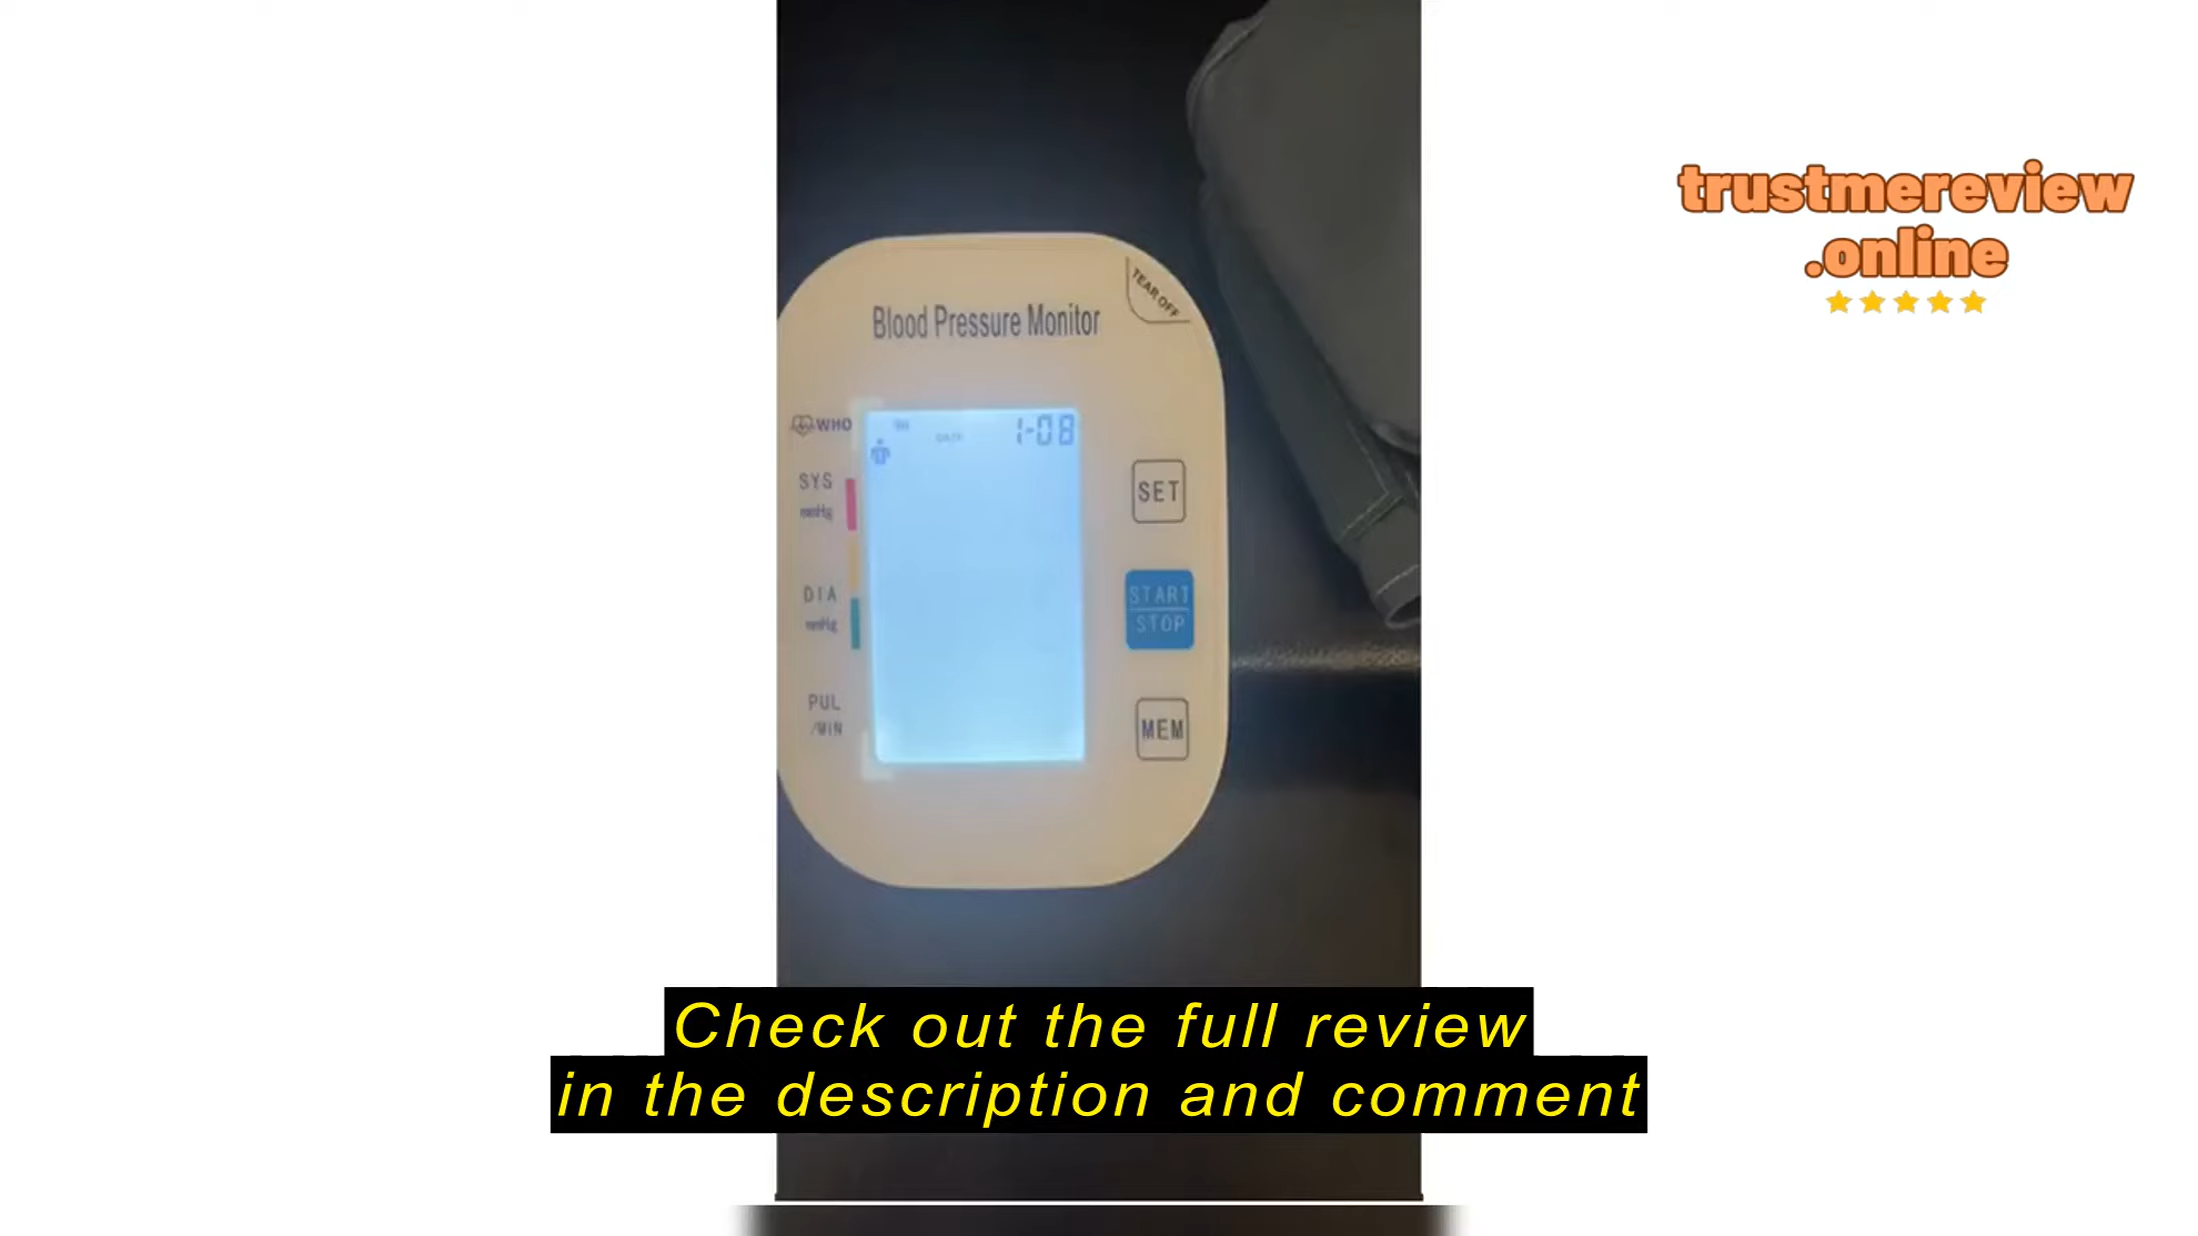 trustmereview
.online
TEAR OFF
Blood Pressure Monitor
WHO
DATE
1-08
SYS
mmHg
SET
DIA
mmHg
START
STOP
PUL
/MIN
MEM
Check out the full review
in the description and comment